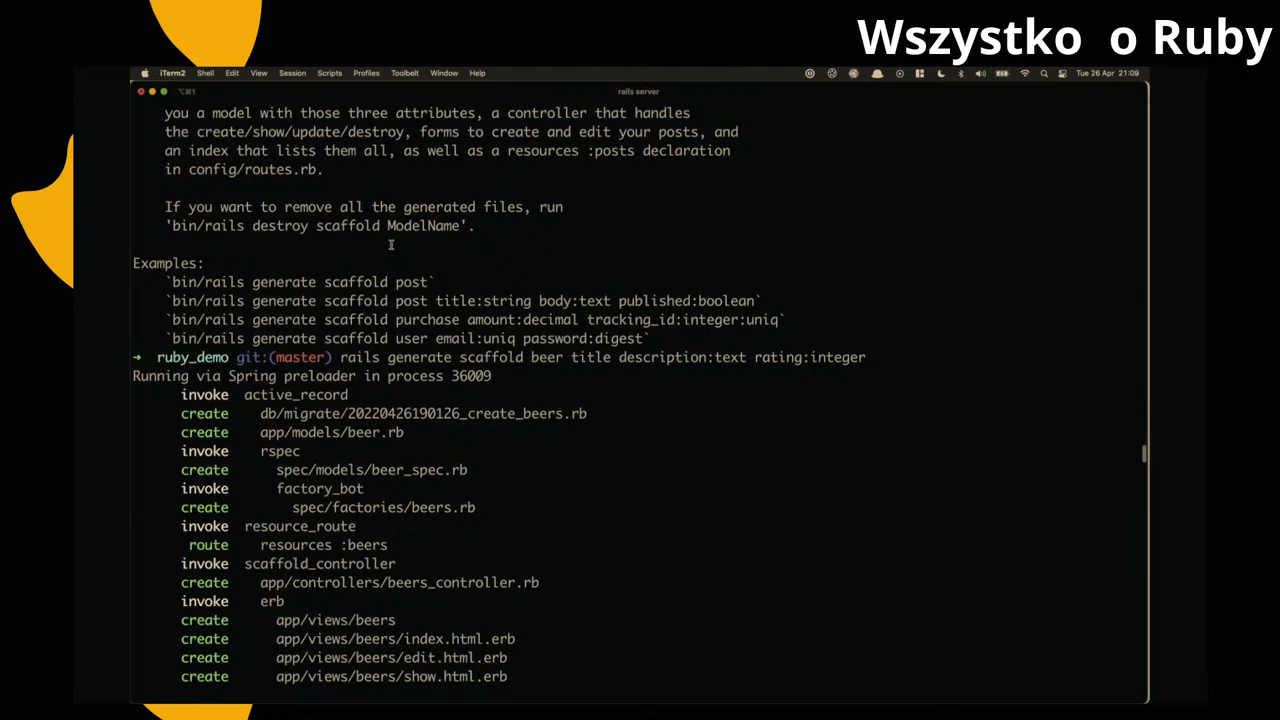 Wszystko o Ruby
iTerm2 Shell Edit View Session Scripts Profiles Toolbelt Window Help Tue 26 Apr 21:09
⌥⌘1 rails server
you a model with those three attributes, a controller that handles
the create/show/update/destroy, forms to create and edit your posts, and
an index that lists them all, as well as a resources :posts declaration
in config/routes.rb.
If you want to remove all the generated files, run
'bin/rails destroy scaffold ModelName'.
Examples:
`bin/rails generate scaffold post`
`bin/rails generate scaffold post title:string body:text published:boolean`
`bin/rails generate scaffold purchase amount:decimal tracking_id:integer:uniq`
`bin/rails generate scaffold user email:uniq password:digest`
➜ ruby_demo git:(master) rails generate scaffold beer title description:text rating:integer
Running via Spring preloader in process 36009
invoke active_record
create db/migrate/20220426190126_create_beers.rb
create app/models/beer.rb
invoke rspec
create spec/models/beer_spec.rb
invoke factory_bot
create spec/factories/beers.rb
invoke resource_route
route resources :beers
invoke scaffold_controller
create app/controllers/beers_controller.rb
invoke erb
create app/views/beers
create app/views/beers/index.html.erb
create app/views/beers/edit.html.erb
create app/views/beers/show.html.erb